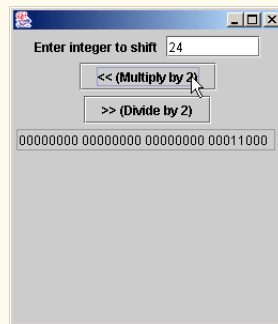 Enter integer to shift 24
<< (Multiply by 2)
>> (Divide by 2)
00000000 00000000 00000000 00011000